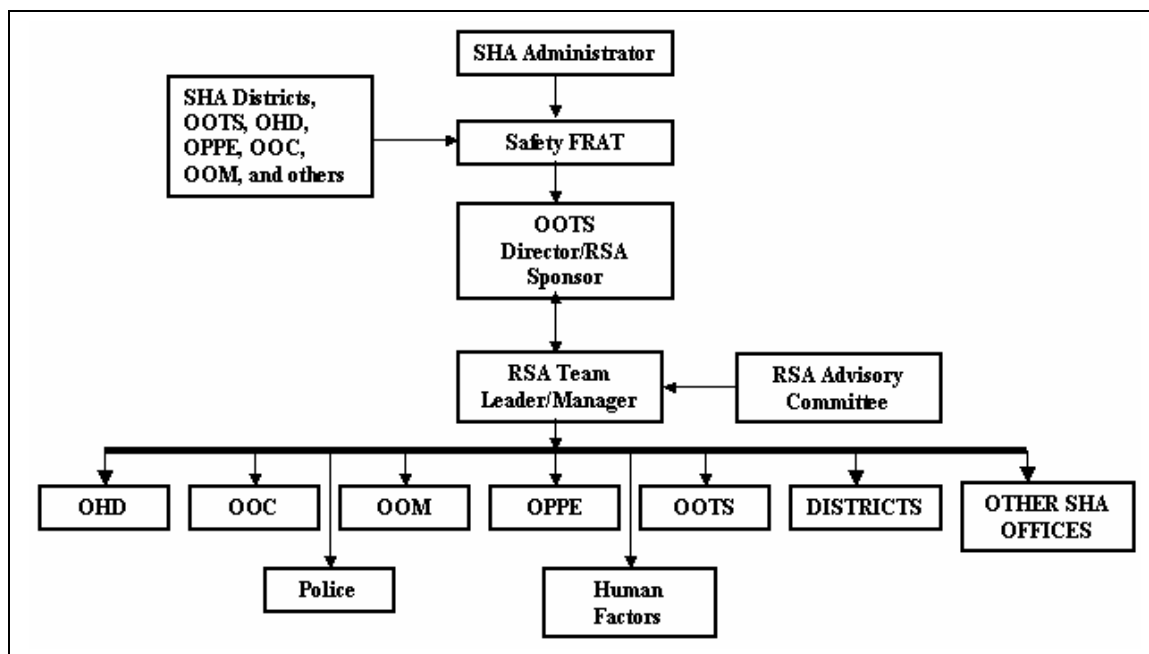 SHA Administrator
SHA Districts,
OOTS, OHD,
OPPE, OOC,
OOM, and others
Safety FRAT
OOTS
Director/RSA
Sponsor
RSA Team
Leader/Manager
RSA Advisory
Committee
OHD
OOC
OOM
OPPE
OOTS
DISTRICTS
OTHER SHA
OFFICES
Police
Human
Factors